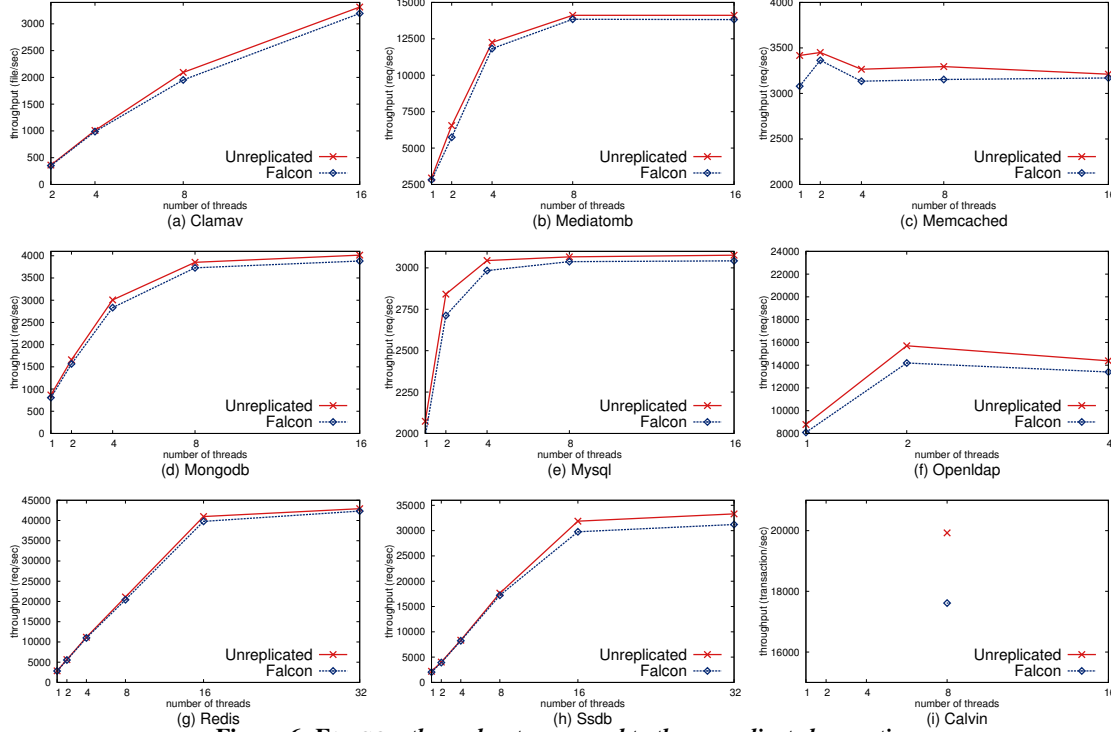 throughput (file/sec)
3000
2500
2000
1500
1000
500
0
Unreplicated
Falcon
2 4 8 16
number of threads
(a) Clamav
throughput (req/sec)
15000
12500
10000
7500
5000
2500
Unreplicated
Falcon
1 2 4 8 16
number of threads
(b) Mediatomb
throughput (req/sec)
4000
3500
3000
2500
2000
Unreplicated
Falcon
1 2 4 8 16
number of threads
(c) Memcached
throughput (req/sec)
4000
3500
3000
2500
2000
1500
1000
500
0
Unreplicated
Falcon
1 2 4 8 16
number of threads
(d) Mongodb
throughput (req/sec)
3000
2750
2500
2250
2000
Unreplicated
Falcon
1 2 4 8 16
number of threads
(e) Mysql
throughput (req/sec)
24000
22000
20000
18000
16000
14000
12000
10000
8000
Unreplicated
Falcon
1 2 4
number of threads
(f) Openldap
throughput (req/sec)
45000
40000
35000
30000
25000
20000
15000
10000
5000
0
Unreplicated
Falcon
1 2 4 8 16 32
number of threads
(g) Redis
throughput (req/sec)
35000
30000
25000
20000
15000
10000
5000
0
Unreplicated
Falcon
1 2 4 8 16 32
number of threads
(h) Ssdb
throughput (transaction/sec)
20000
18000
16000
Unreplicated
Falcon
1 2 4 8 16
number of threads
(i) Calvin